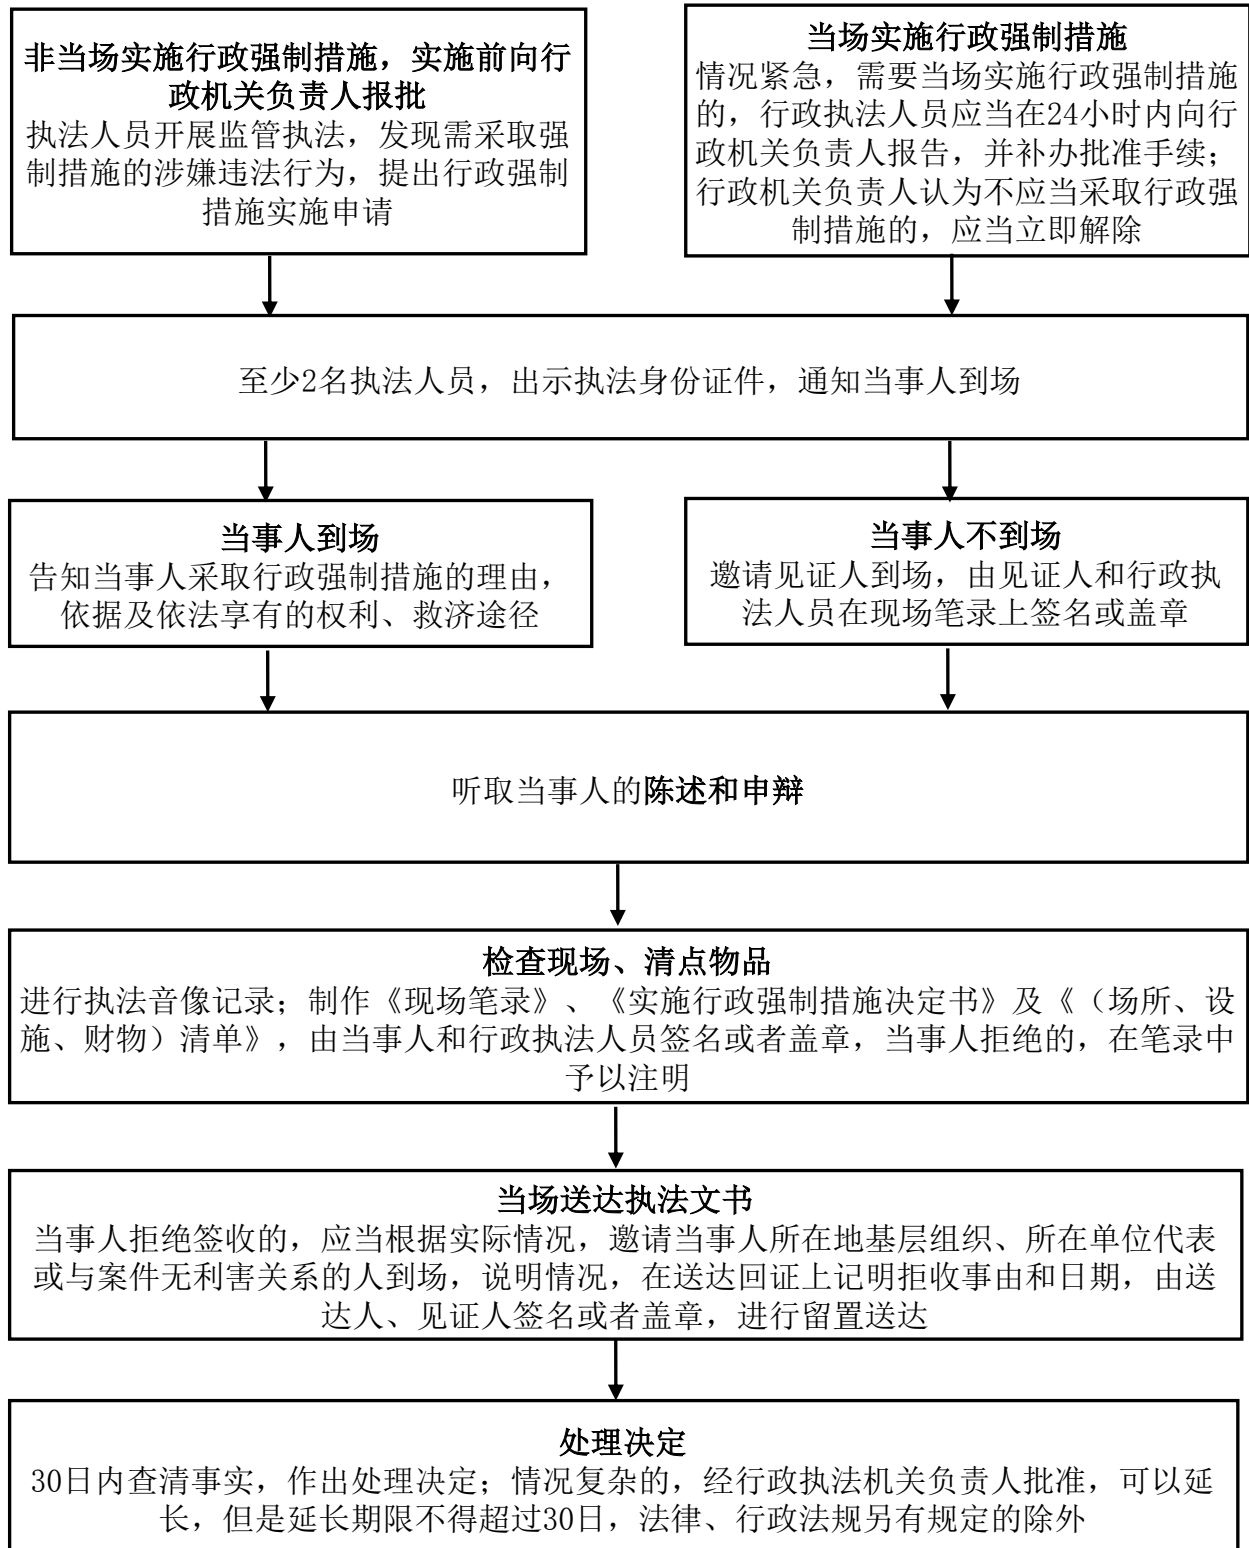 非当场实施行政强制措施，实施前向行
政机关负责人报批
执法人员开展监管执法，发现需采取强
制措施的涉嫌违法行为，提出行政强制
措施实施申请
当场实施行政强制措施
情况紧急，需要当场实施行政强制措施
的，行政执法人员应当在24小时内向行
政机关负责人报告，并补办批准手续；
行政机关负责人认为不应当采取行政强
制措施的，应当立即解除
至少2名执法人员，出示执法身份证件，通知当事人到场
当事人到场
告知当事人采取行政强制措施的理由，
依据及依法享有的权利、救济途径
当事人不到场
邀请见证人到场，由见证人和行政执
法人员在现场笔录上签名或盖章
听取当事人的陈述和申辩
检查现场、清点物品
进行执法音像记录；制作《现场笔录》、《实施行政强制措施决定书》及《（场所、设
施、财物）清单》，由当事人和行政执法人员签名或者盖章，当事人拒绝的，在笔录中
予以注明
当场送达执法文书
当事人拒绝签收的，应当根据实际情况，邀请当事人所在地基层组织、所在单位代表
或与案件无利害关系的人到场，说明情况，在送达回证上记明拒收事由和日期，由送
达人、见证人签名或者盖章，进行留置送达
处理决定
30日内查清事实，作出处理决定；情况复杂的，经行政执法机关负责人批准，可以延
长，但是延长期限不得超过30日，法律、行政法规另有规定的除外